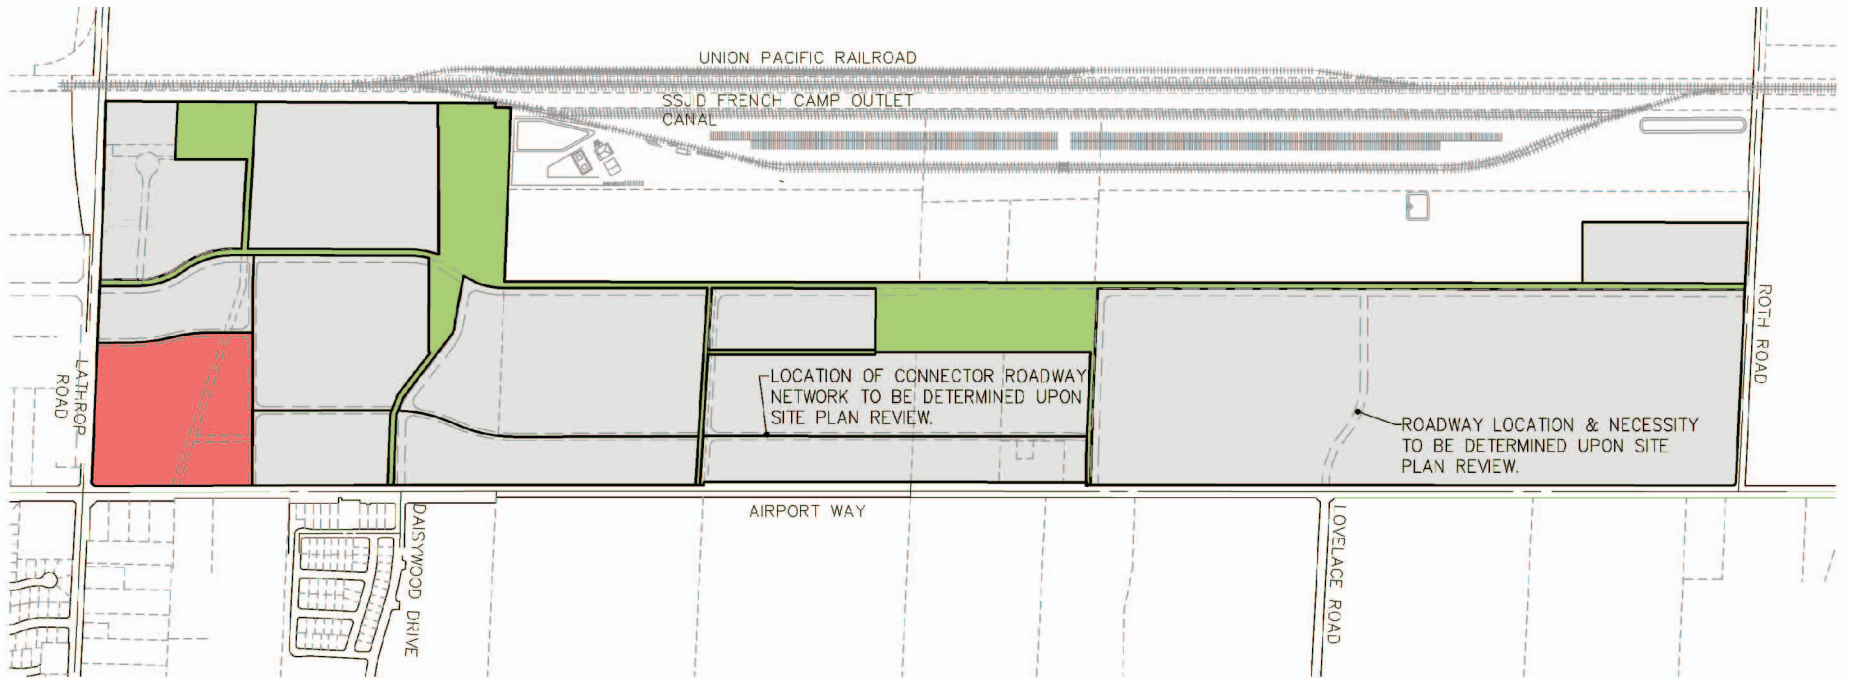 UNION PACIFIC RAILROAD
SSJID FRENCH CAMP OUTLET
CANAL
LATHROP
ROAD
ROTH ROAD
LOCATION OF CONNECTOR ROADWAY
NETWORK TO BE DETERMINED UPON
SITE PLAN REVIEW.
ROADWAY LOCATION & NECESSITY
TO BE DETERMINED UPON SITE
PLAN REVIEW.
AIRPORT WAY
DAISYWOOD DRIVE
LOVELACE ROAD